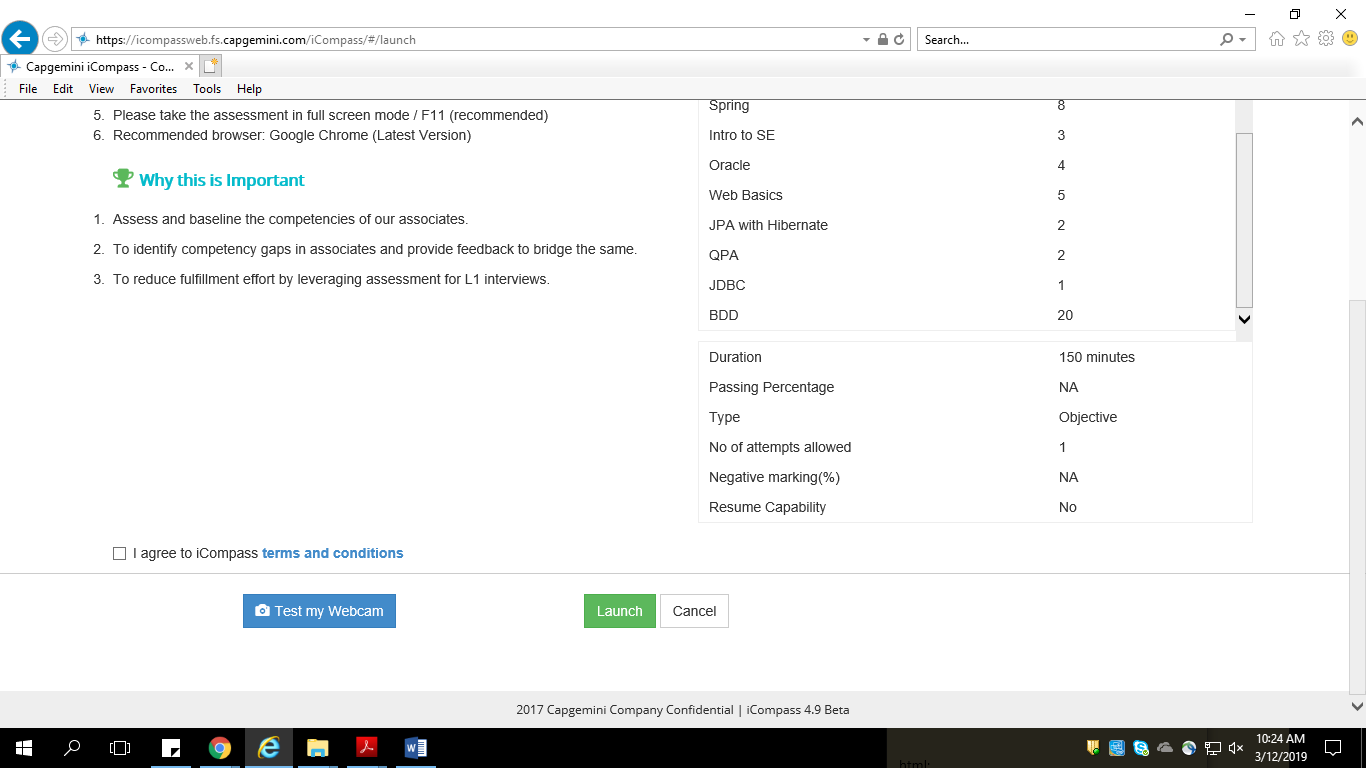 https://icompassweb.fs.capgemini.com/iCompass/#/launch
Search...
Capgemini iCompass - Co...
File Edit View Favorites Tools Help
5. Please take the assessment in full screen mode / F11 (recommended)
6. Recommended browser: Google Chrome (Latest Version)
Why this is Important
1. Assess and baseline the competencies of our associates.
2. To identify competency gaps in associates and provide feedback to bridge the same.
3. To reduce fulfillment effort by leveraging assessment for L1 interviews.
Spring 8
Intro to SE 3
Oracle 4
Web Basics 5
JPA with Hibernate 2
QPA 2
JDBC 1
BDD 20
Duration 150 minutes
Passing Percentage NA
Type Objective
No of attempts allowed 1
Negative marking(%) NA
Resume Capability No
I agree to iCompass terms and conditions
Test my Webcam Launch Cancel
2017 Capgemini Company Confidential | iCompass 4.9 Beta
html:
10:24 AM
3/12/2019